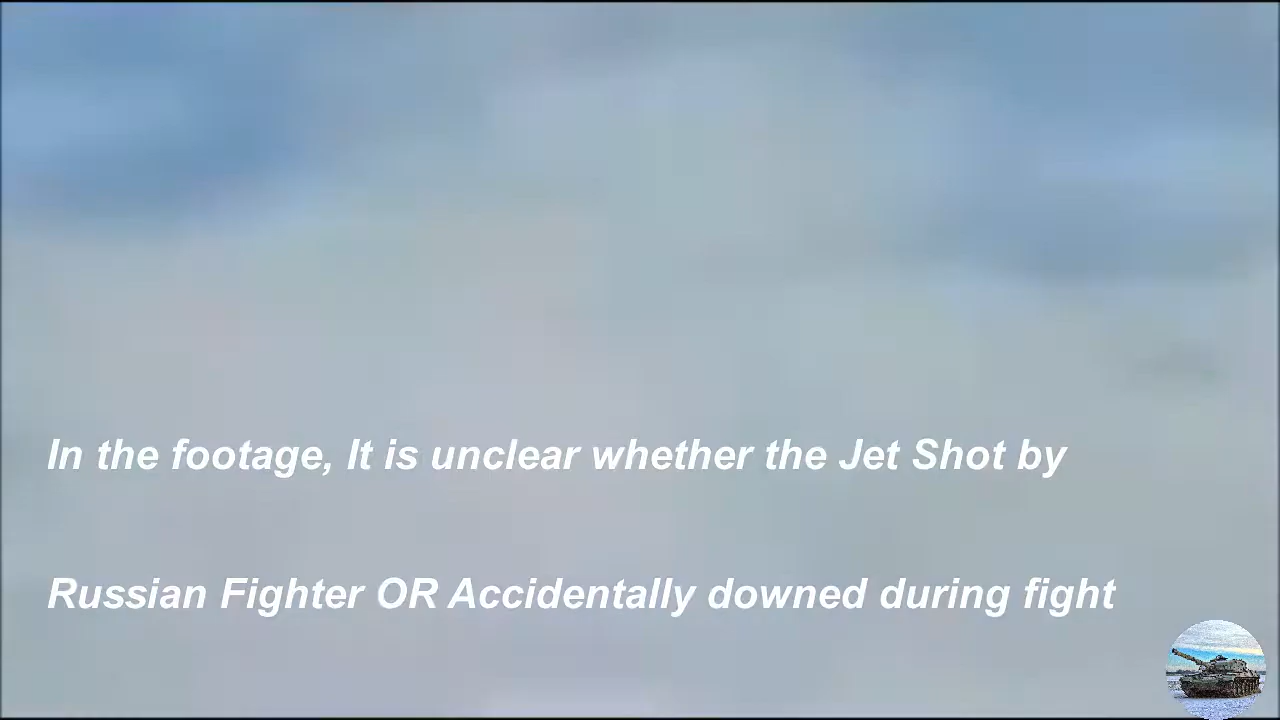 In the footage, It is unclear whether the Jet Shot by
Russian Fighter OR Accidentally downed during fight